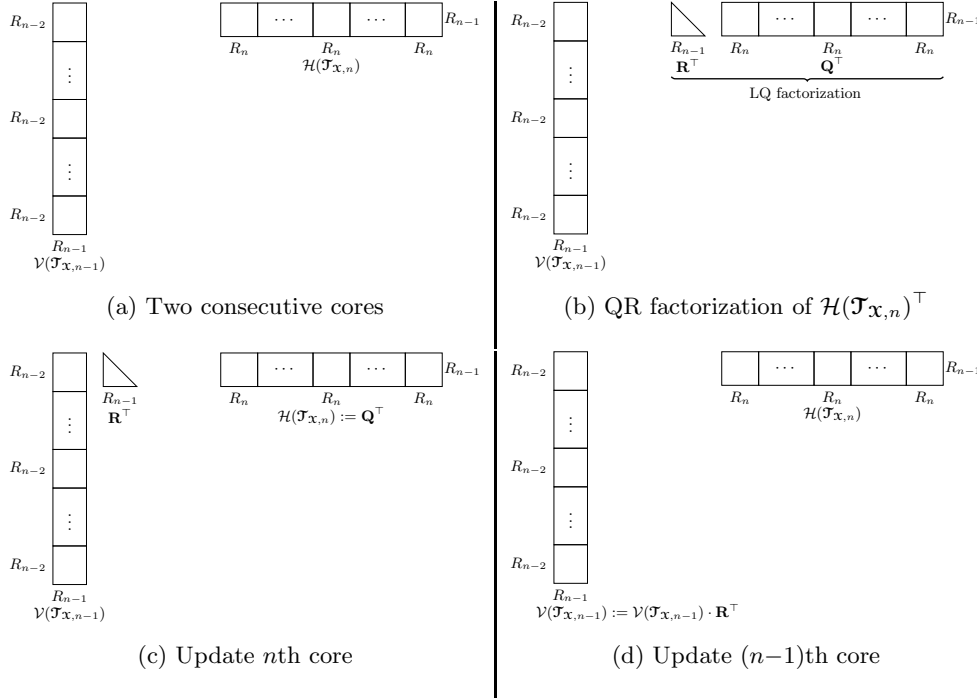 R_{n−2} ⋯ ⋯ R_{n−1}
R_n R_n R_n
ℋ(𝓣_{𝔛,n})
⋮
R_{n−2}
⋮
R_{n−2}
R_{n−1}
𝒱(𝓣_{𝔛,n−1})
(a) Two consecutive cores
R_{n−2} ⋯ ⋯ R_{n−1}
R_{n−1} R_n R_n R_n
R^⊤ Q^⊤
LQ factorization
⋮
R_{n−2}
⋮
R_{n−2}
R_{n−1}
𝒱(𝓣_{𝔛,n−1})
(b) QR factorization of ℋ(𝓣_{𝔛,n})^⊤
R_{n−2} ⋯ ⋯ R_{n−1}
R_{n−1} R_n R_n R_n
R^⊤ ℋ(𝓣_{𝔛,n}) := Q^⊤
⋮
R_{n−2}
⋮
R_{n−2}
R_{n−1}
𝒱(𝓣_{𝔛,n−1})
(c) Update nth core
R_{n−2} ⋯ ⋯ R_{n−1}
R_n R_n R_n
ℋ(𝓣_{𝔛,n})
⋮
R_{n−2}
⋮
R_{n−2}
R_{n−1}
𝒱(𝓣_{𝔛,n−1}) := 𝒱(𝓣_{𝔛,n−1}) · R^⊤
(d) Update (n−1)th core